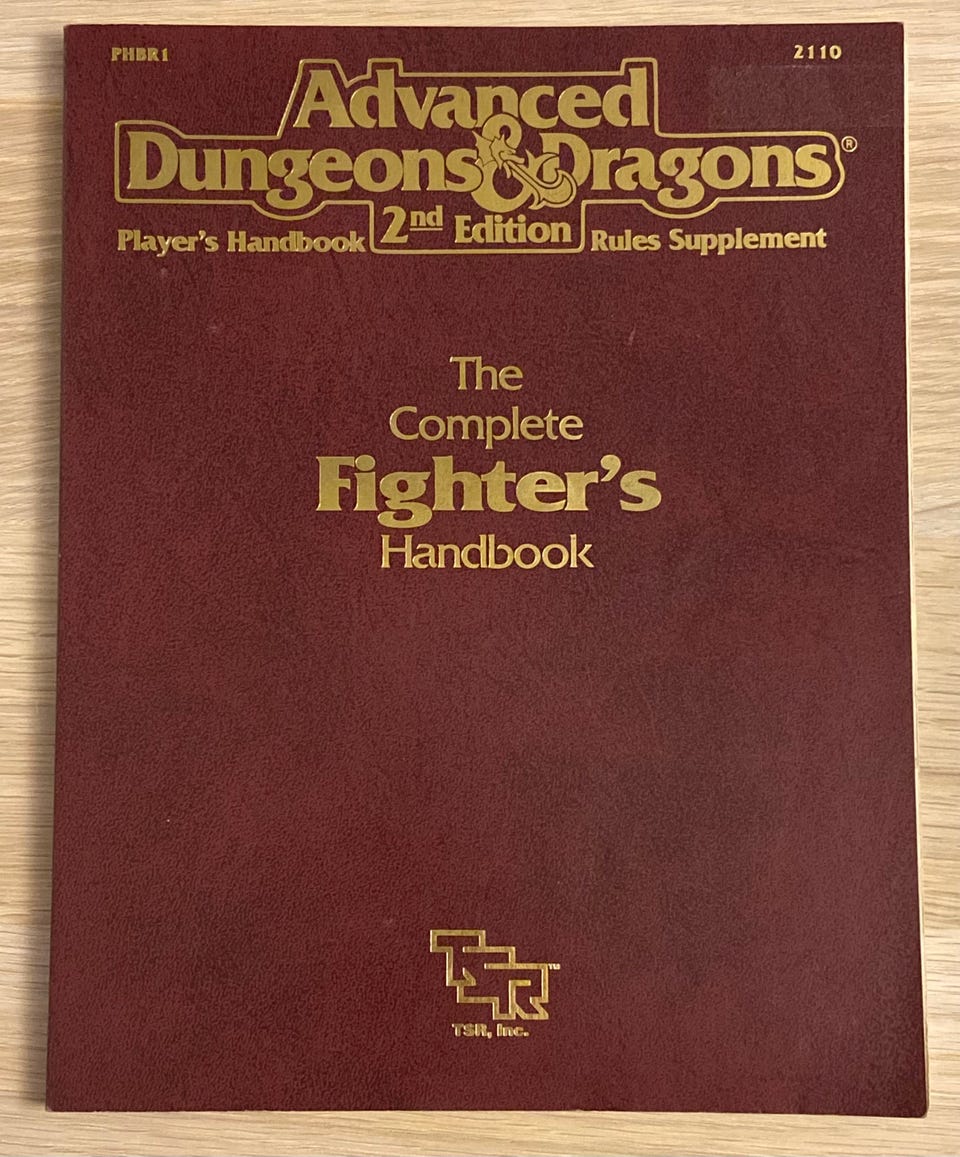 PHBR1 2110
Advanced
Dungeons & Dragons®
2nd Edition
Player's Handbook Rules Supplement
The
Complete
Fighter's
Handbook
TSR™
TSR, Inc.